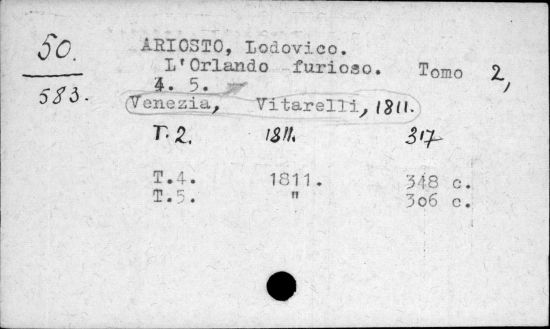 50.
583.
ARIOSTO, Lodovico.
L'Orlando furioso. Tomo 2,
4. 5.
Venezia, Vitarelli, 1811.
T. 2. 1811. 317
T.4. 1811. 348 с.
T.5. " 306 с.